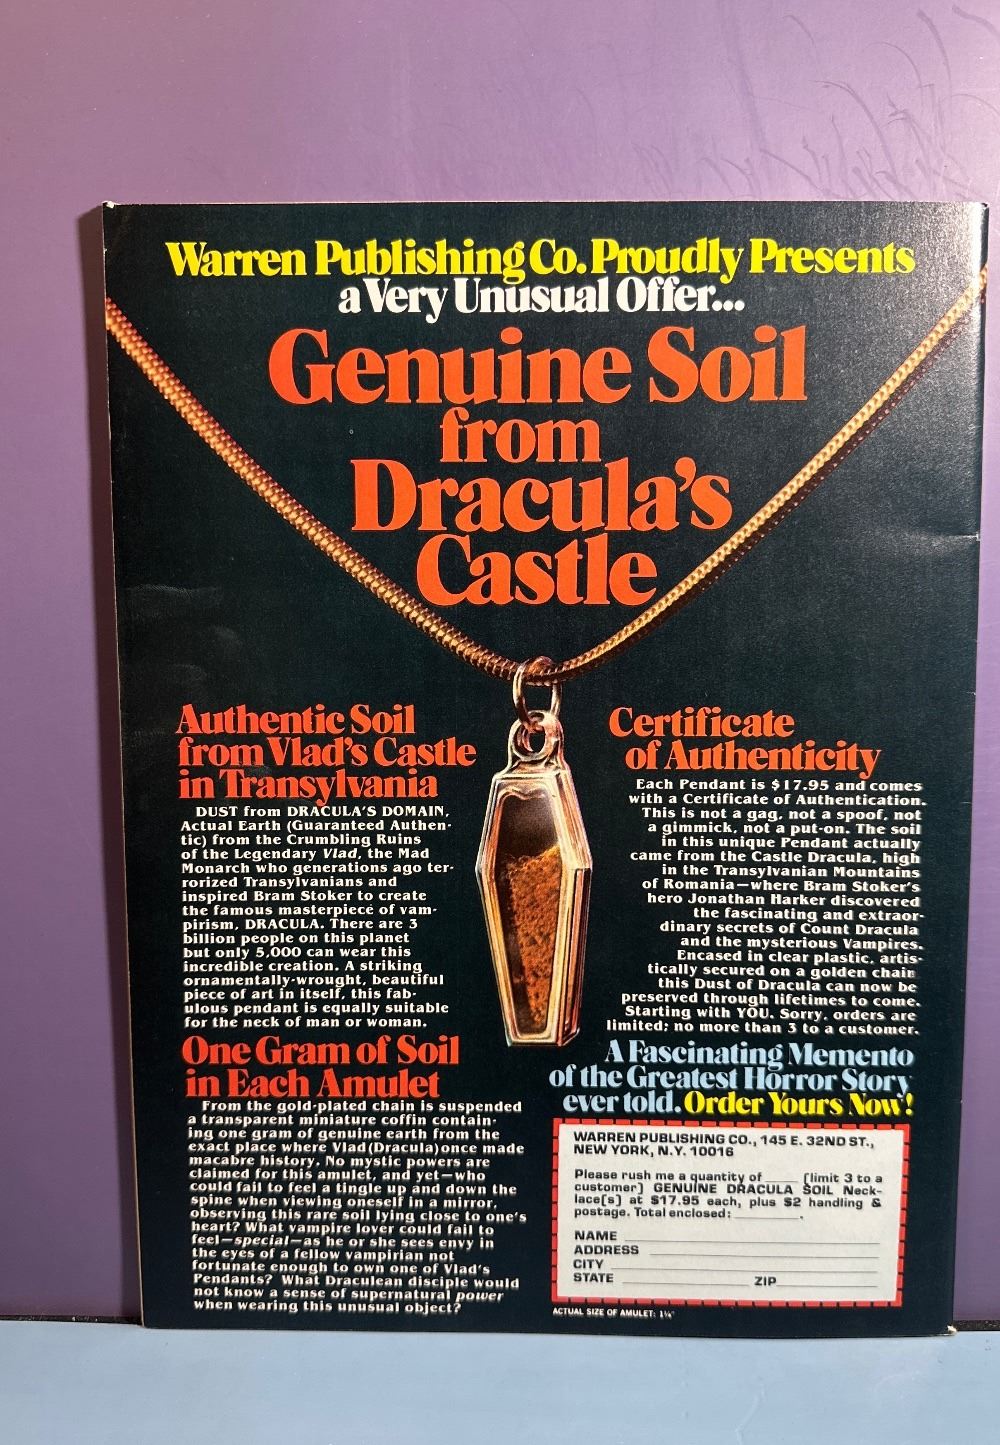 Warren Publishing Co. Proudly Presents
a Very Unusual Offer...
Genuine Soil
from
Dracula's
Castle
Authentic Soil
from Vlad's Castle
in Transylvania
DUST from DRACULA'S DOMAIN,
Actual Earth (Guaranteed Authen-
tic) from the Crumbling Ruins
of the Legendary Vlad, the Mad
Monarch who generations ago ter-
rorized Transylvanians and
inspired Bram Stoker to create
the famous masterpiece of vam-
pirism, DRACULA. There are 3
billion people on this planet
but only 5,000 can wear this
incredible creation. A striking
ornamentally-wrought, beautiful
piece of art in itself, this fab-
ulous pendant is equally suitable
for the neck of man or woman.
One Gram of Soil
in Each Amulet
From the gold-plated chain is suspended
a transparent miniature coffin contain-
ing one gram of genuine earth from the
exact place where Vlad (Dracula) once made
macabre history. No mystic powers are
claimed for this amulet, and yet—who
could fail to feel a tingle up and down the
spine when viewing oneself in a mirror,
observing this rare soil lying close to one's
heart? What vampire lover could fail to
feel—special—as he or she sees envy in
the eyes of a fellow vampirian not
fortunate enough to own one of Vlad's
Pendants? What Draculean disciple would
not know a sense of supernatural power
when wearing this unusual object?
Certificate
of Authenticity
Each Pendant is $17.95 and comes
with a Certificate of Authentication.
This is not a gag, not a spoof, not
a gimmick, not a put-on. The soil
in this unique Pendant actually
came from the Castle Dracula, high
in the Transylvanian Mountains
of Romania—where Bram Stoker's
hero Jonathan Harker discovered
the fascinating and extraor-
dinary secrets of Count Dracula
and the mysterious Vampires.
Encased in clear plastic, artis-
tically secured on a golden chain
this Dust of Dracula can now be
preserved through lifetimes to come.
Starting with YOU. Sorry, orders are
limited; no more than 3 to a customer.
A Fascinating Memento
of the Greatest Horror Story
ever told. Order Yours Now!
WARREN PUBLISHING CO., 145 E. 32ND ST.,
NEW YORK, N.Y. 10016
Please rush me a quantity of ____ (limit 3 to a
customer) GENUINE DRACULA SOIL Neck-
lace(s) at $17.95 each, plus $2 handling &
postage. Total enclosed: ________.
NAME
ADDRESS
CITY
STATE ZIP
ACTUAL SIZE OF AMULET: 1¼"